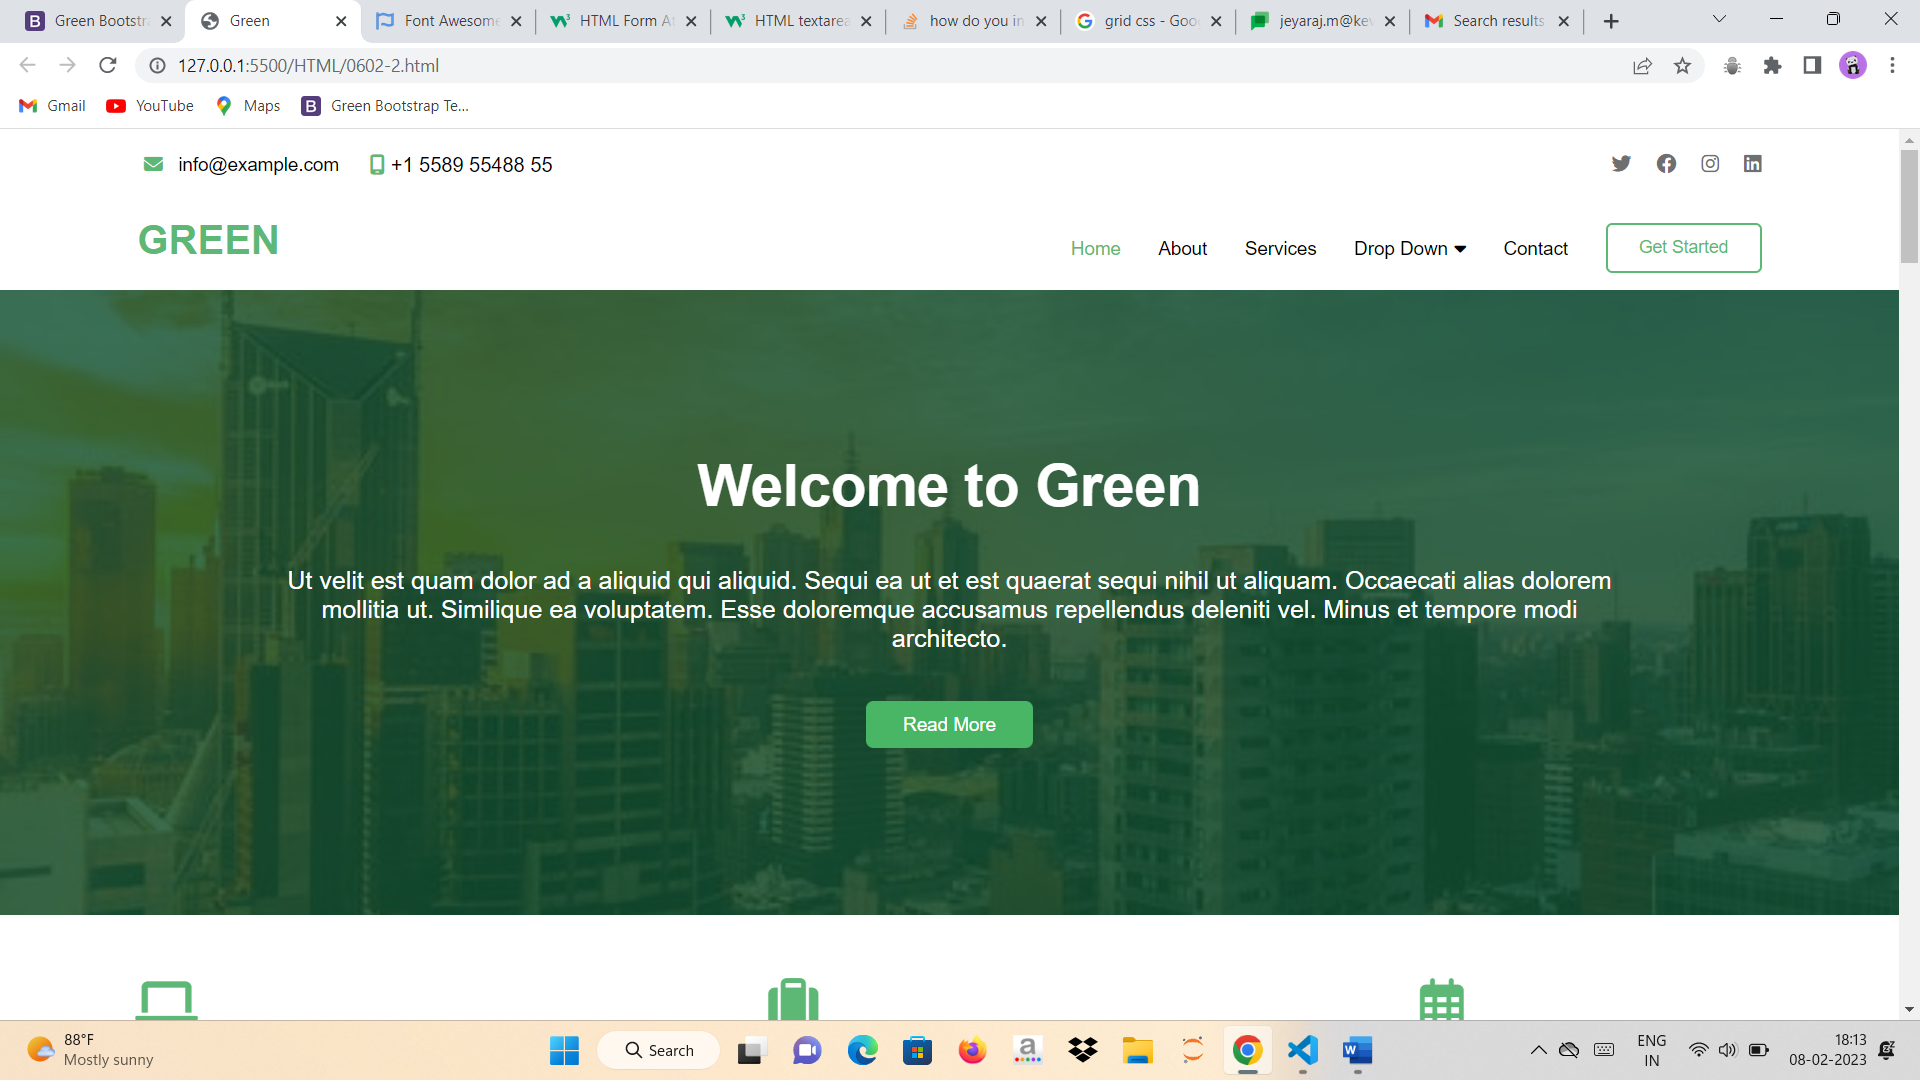 Green Bootstra
Green
Font Awesome
HTML Form At
HTML textarea
how do you in
grid css - Goo
jeyaraj.m@kev
Search results
127.0.0.1:5500/HTML/0602-2.html
Gmail
YouTube
Maps
Green Bootstrap Te...
info@example.com
+1 5589 55488 55
GREEN
Home
About
Services
Drop Down
Contact
Get Started
Welcome to Green
Ut velit est quam dolor ad a aliquid qui aliquid. Sequi ea ut et est quaerat sequi nihil ut aliquam. Occaecati alias dolorem
mollitia ut. Similique ea voluptatem. Esse doloremque accusamus repellendus deleniti vel. Minus et tempore modi
architecto.
Read More
88°F
Mostly sunny
Search
ENG
IN
18:13
08-02-2023